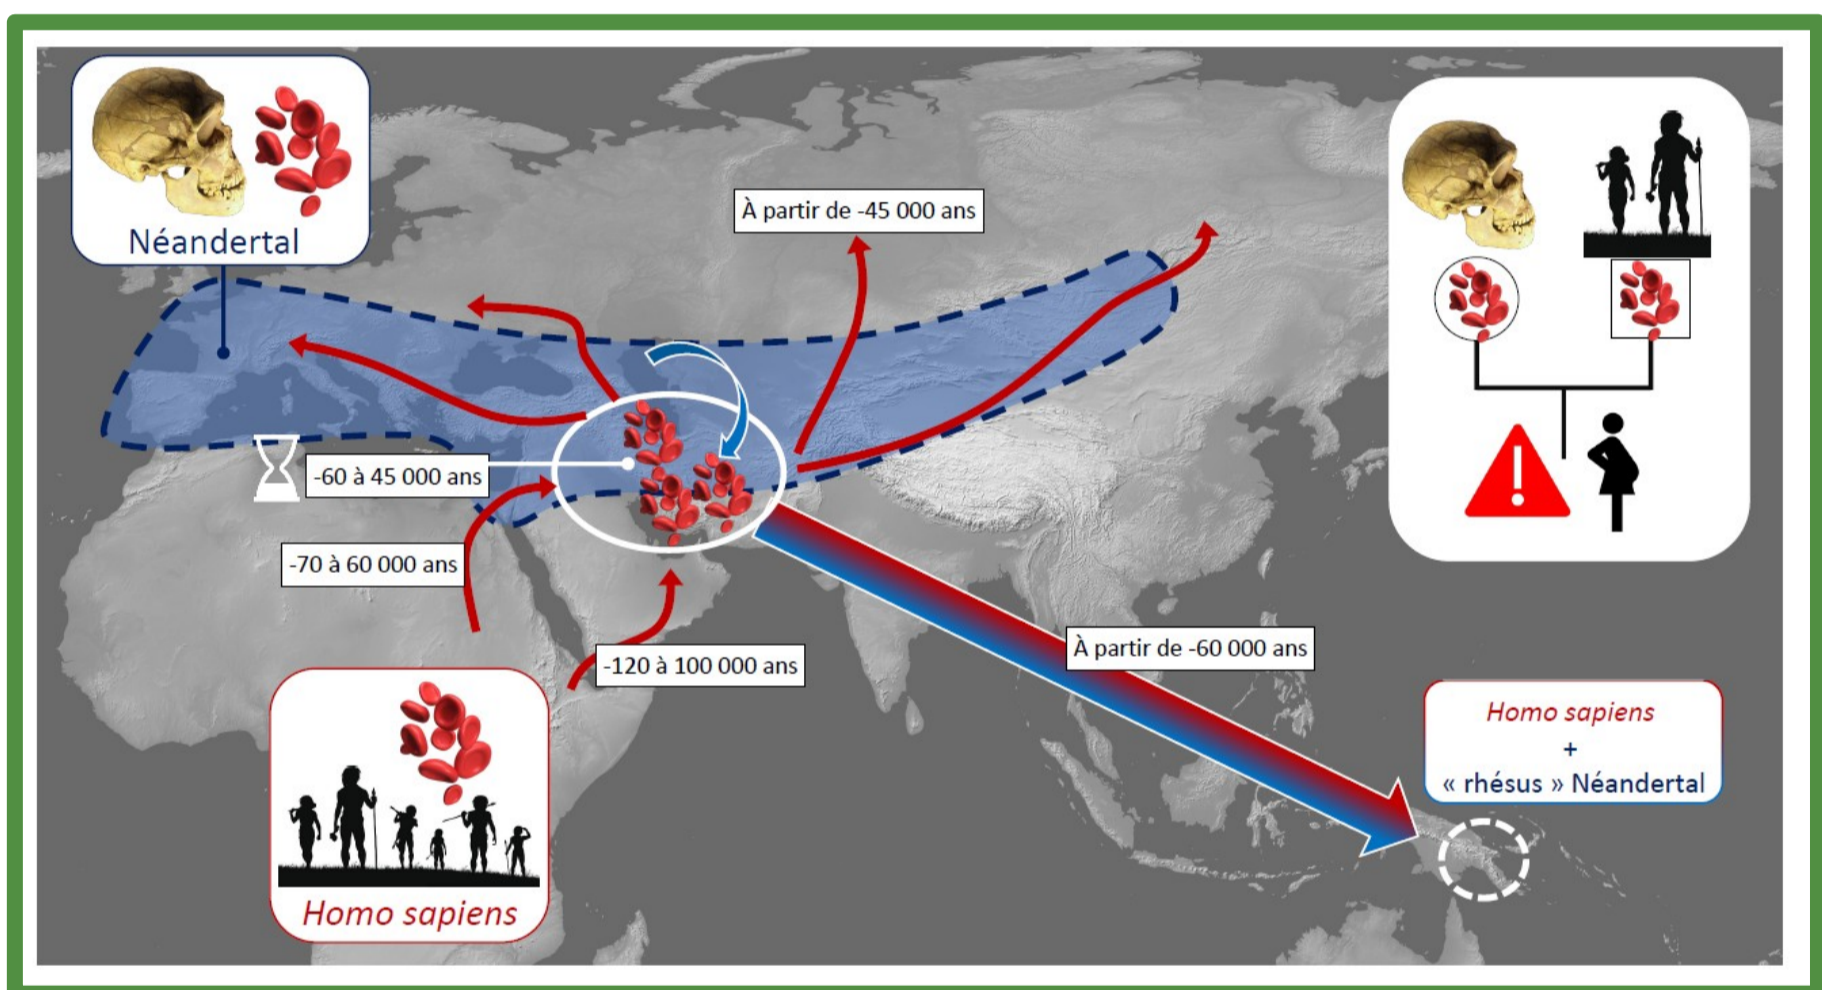 Néandertal
À partir de -45 000 ans
-60 à 45 000 ans
-70 à 60 000 ans
-120 à 100 000 ans
À partir de -60 000 ans
Homo sapiens
+
« rhésus » Néandertal
Homo sapiens